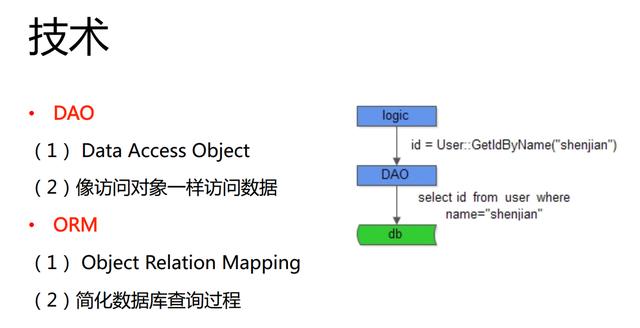 技术
• DAO
（1） Data Access Object
（2）像访问对象一样访问数据
• ORM
（1） Object Relation Mapping
（2）简化数据库查询过程
logic
id = User::GetIdByName("shenjian")
DAO
select id from user where
name="shenjian"
db